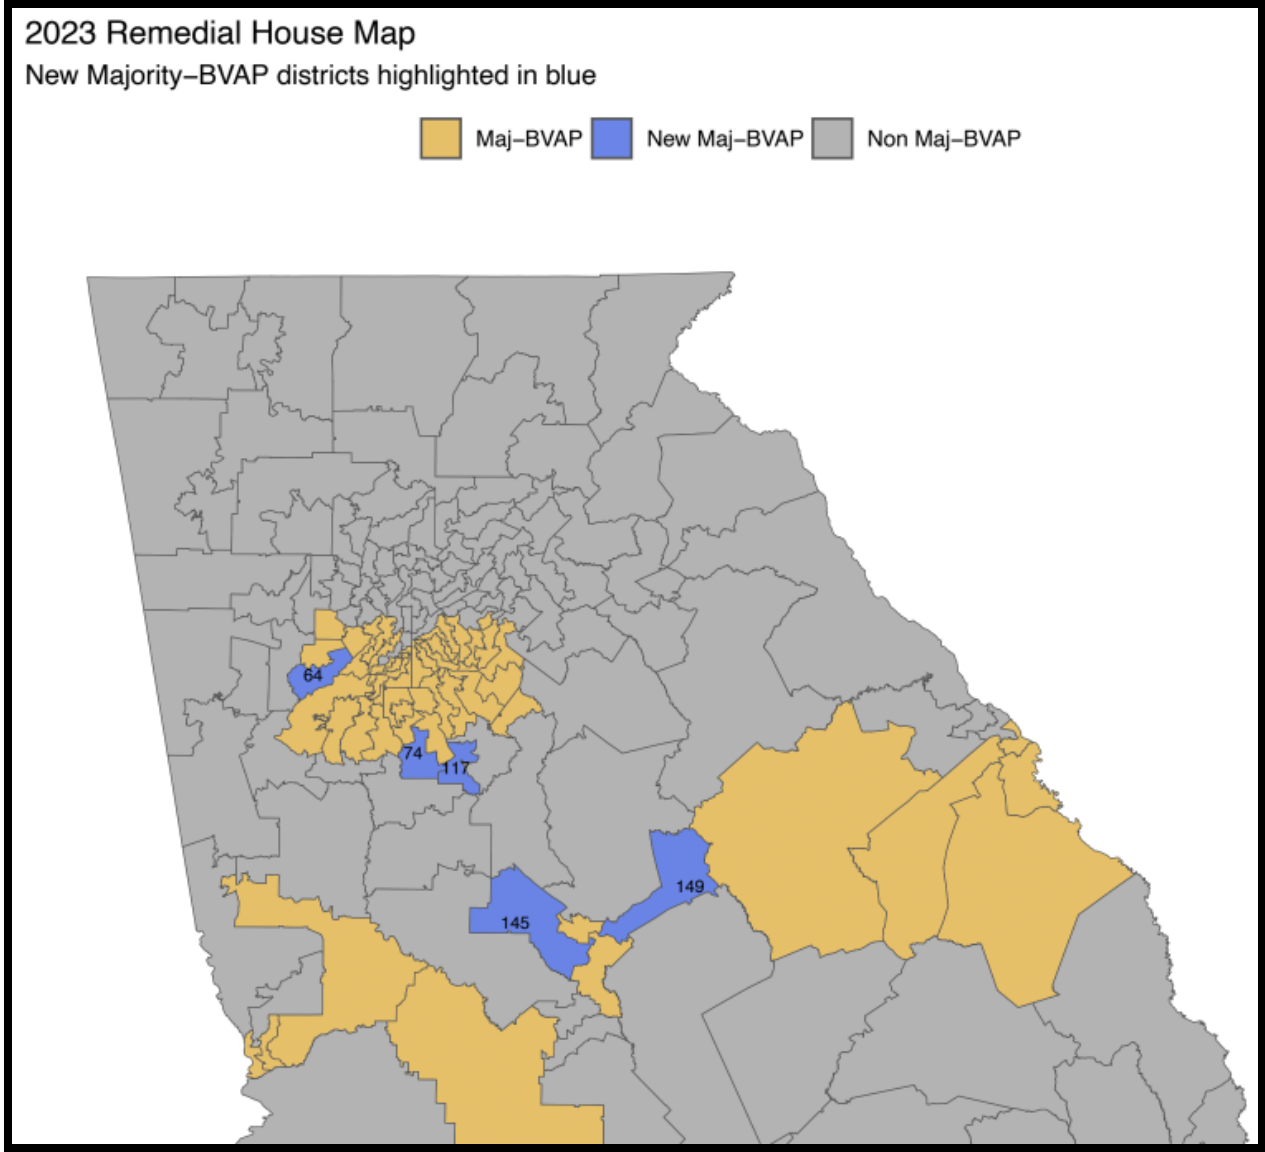 2023 Remedial House Map
New Majority−BVAP districts highlighted in blue
Maj−BVAP New Maj−BVAP Non Maj−BVAP
64
74
117
149
145